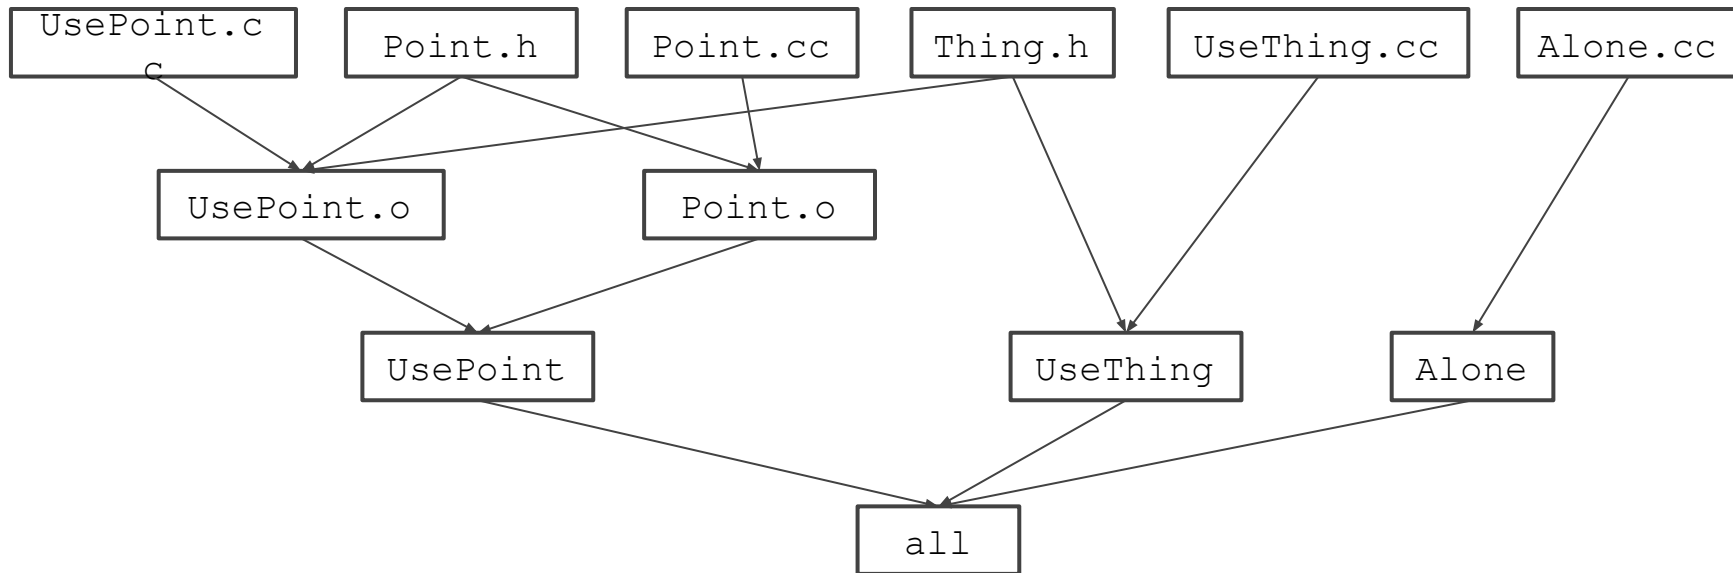 UsePoint.c
c
Point.h
Point.cc
Thing.h
UseThing.cc
Alone.cc
UsePoint.o
Point.o
UsePoint
UseThing
Alone
all